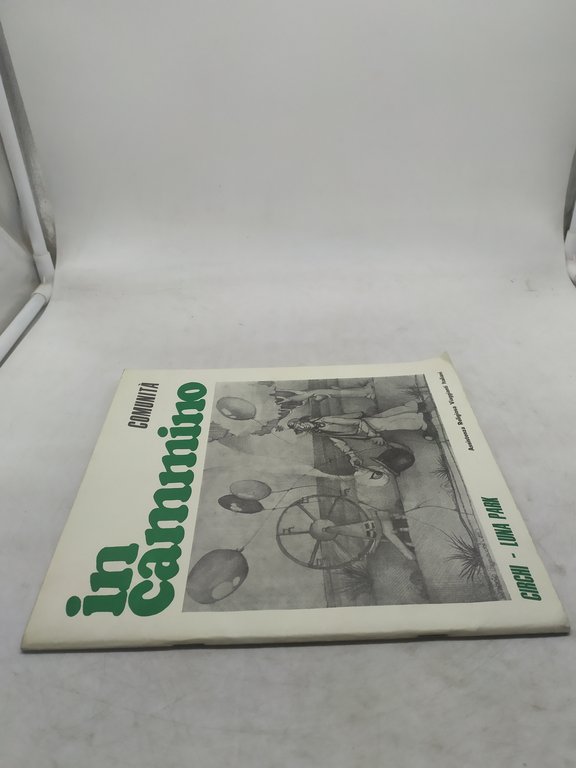 COMUNITÀ
in
cammino
Assistenza Religiosa Viaggianti Italiani
CIRCHI - LUNA PARK